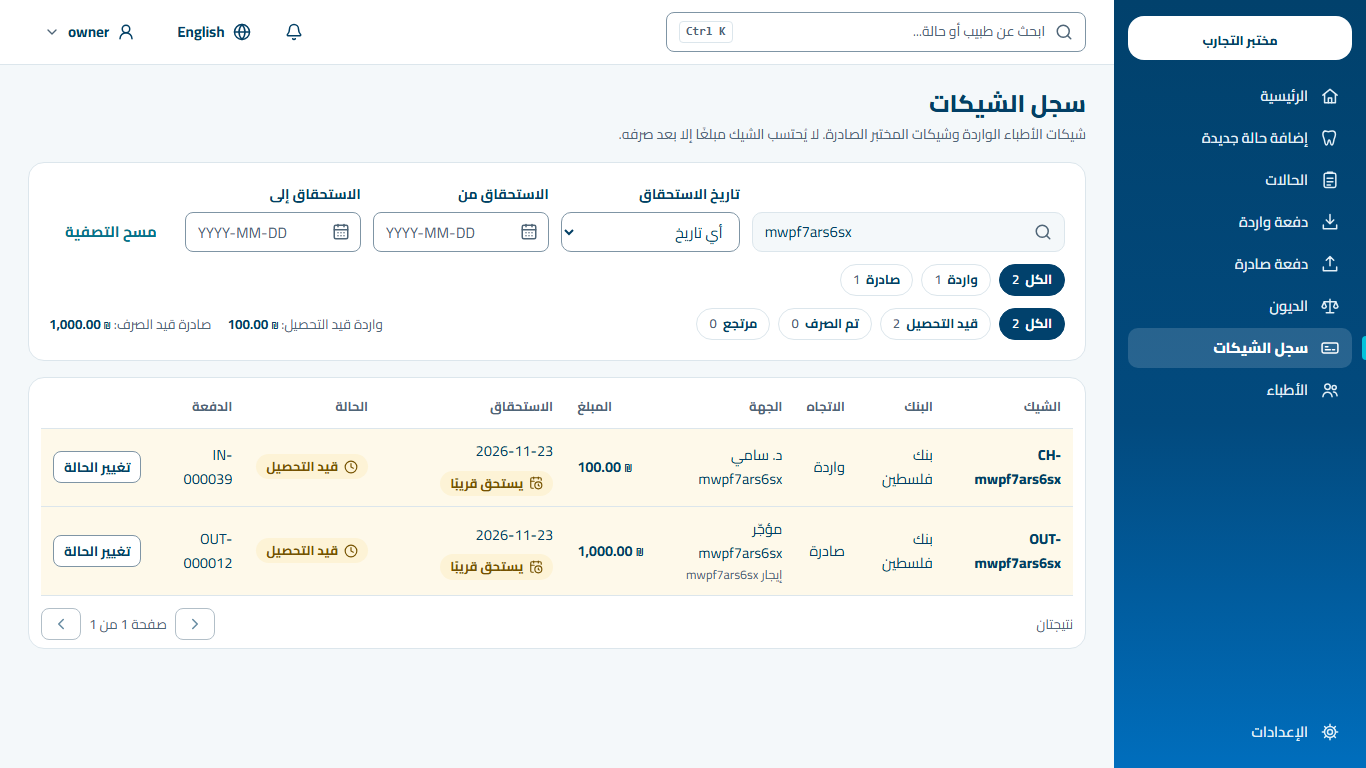 مختبر التجارب
الرئيسية
إضافة حالة جديدة
الحالات
دفعة واردة
دفعة صادرة
الديون
سجل الشيكات
الأطباء
الإعدادات
ابحث عن طبيب أو حالة...
Ctrl K
English
owner
سجل الشيكات
شيكات الأطباء الواردة وشيكات المختبر الصادرة. لا يُحتسب الشيك مبلغًا إلا بعد صرفه.
تاريخ الاستحقاق
الاستحقاق من
الاستحقاق إلى
mwpf7ars6sx
أي تاريخ
YYYY-MM-DD
YYYY-MM-DD
مسح التصفية
الكل 2
واردة 1
صادرة 1
الكل 2
قيد التحصيل 2
تم الصرف 0
مرتجع 0
واردة قيد التحصيل: 100.00 ₪
صادرة قيد الصرف: 1,000.00 ₪
الشيك
البنك
الاتجاه
الجهة
المبلغ
الاستحقاق
الحالة
الدفعة
CH-
mwpf7ars6sx
بنك
فلسطين
واردة
د. سامي
mwpf7ars6sx
100.00 ₪
2026-11-23
يستحق قريبًا
قيد التحصيل
IN-
000039
تغيير الحالة
OUT-
mwpf7ars6sx
بنك
فلسطين
صادرة
مؤجّر
mwpf7ars6sx
إيجار mwpf7ars6sx
1,000.00 ₪
2026-11-23
يستحق قريبًا
قيد التحصيل
OUT-
000012
تغيير الحالة
نتيجتان
صفحة 1 من 1